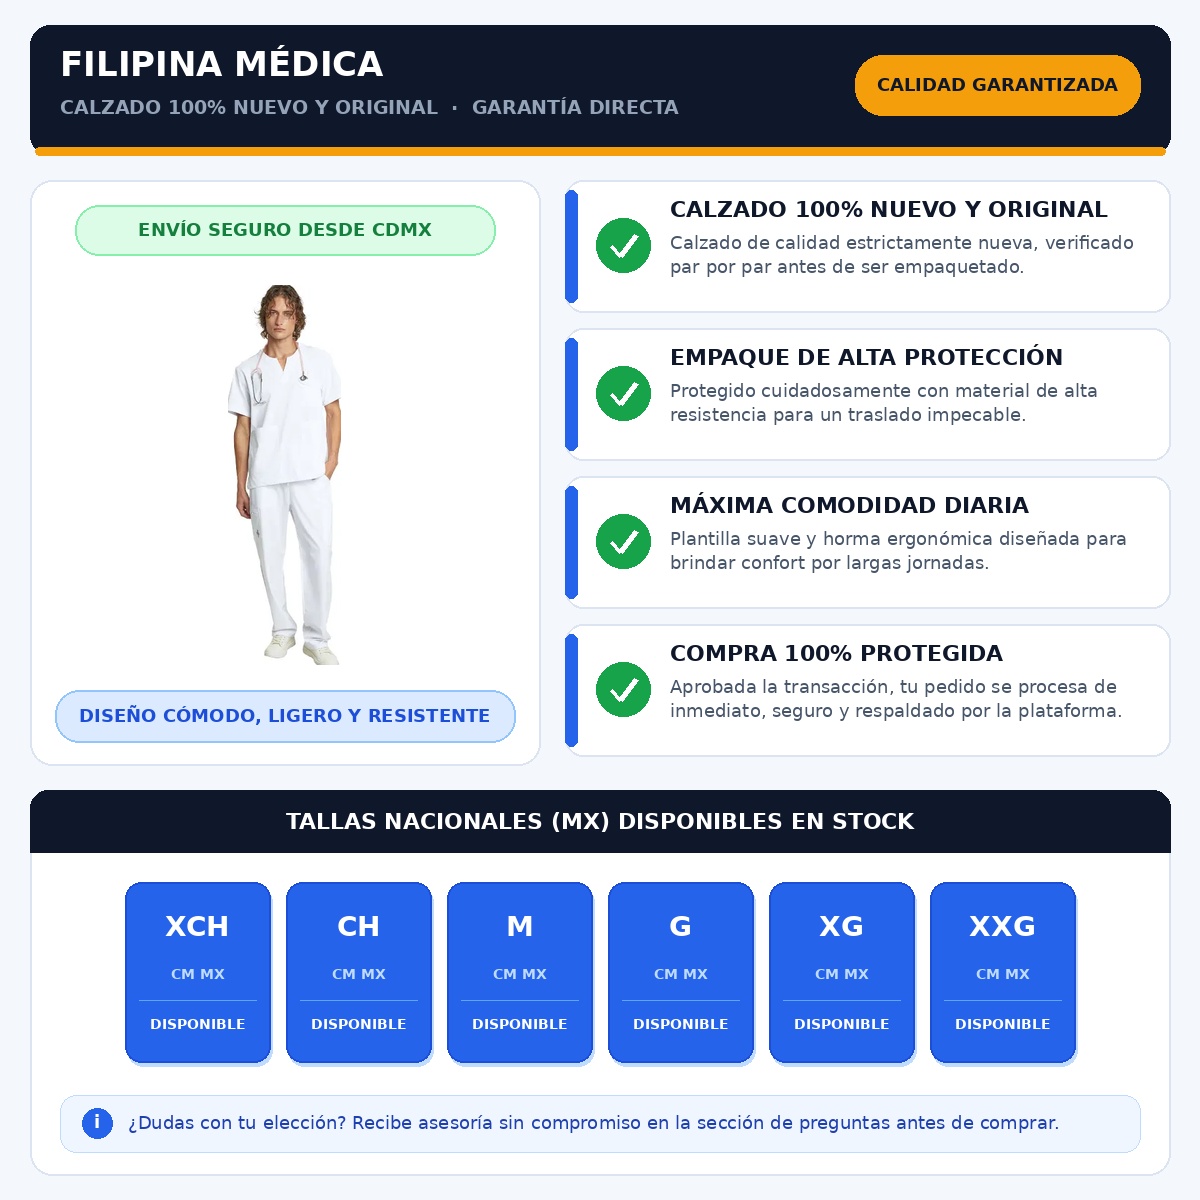 FILIPINA MÉDICA
CALZADO 100% NUEVO Y ORIGINAL · GARANTÍA DIRECTA
CALIDAD GARANTIZADA
ENVÍO SEGURO DESDE CDMX
DISEÑO CÓMODO, LIGERO Y RESISTENTE
CALZADO 100% NUEVO Y ORIGINAL
Calzado de calidad estrictamente nueva, verificado
par por par antes de ser empaquetado.
EMPAQUE DE ALTA PROTECCIÓN
Protegido cuidadosamente con material de alta
resistencia para un traslado impecable.
MÁXIMA COMODIDAD DIARIA
Plantilla suave y horma ergonómica diseñada para
brindar confort por largas jornadas.
COMPRA 100% PROTEGIDA
Aprobada la transacción, tu pedido se procesa de
inmediato, seguro y respaldado por la plataforma.
TALLAS NACIONALES (MX) DISPONIBLES EN STOCK
XCH
CM MX
DISPONIBLE
CH
CM MX
DISPONIBLE
M
CM MX
DISPONIBLE
G
CM MX
DISPONIBLE
XG
CM MX
DISPONIBLE
XXG
CM MX
DISPONIBLE
i
¿Dudas con tu elección? Recibe asesoría sin compromiso en la sección de preguntas antes de comprar.